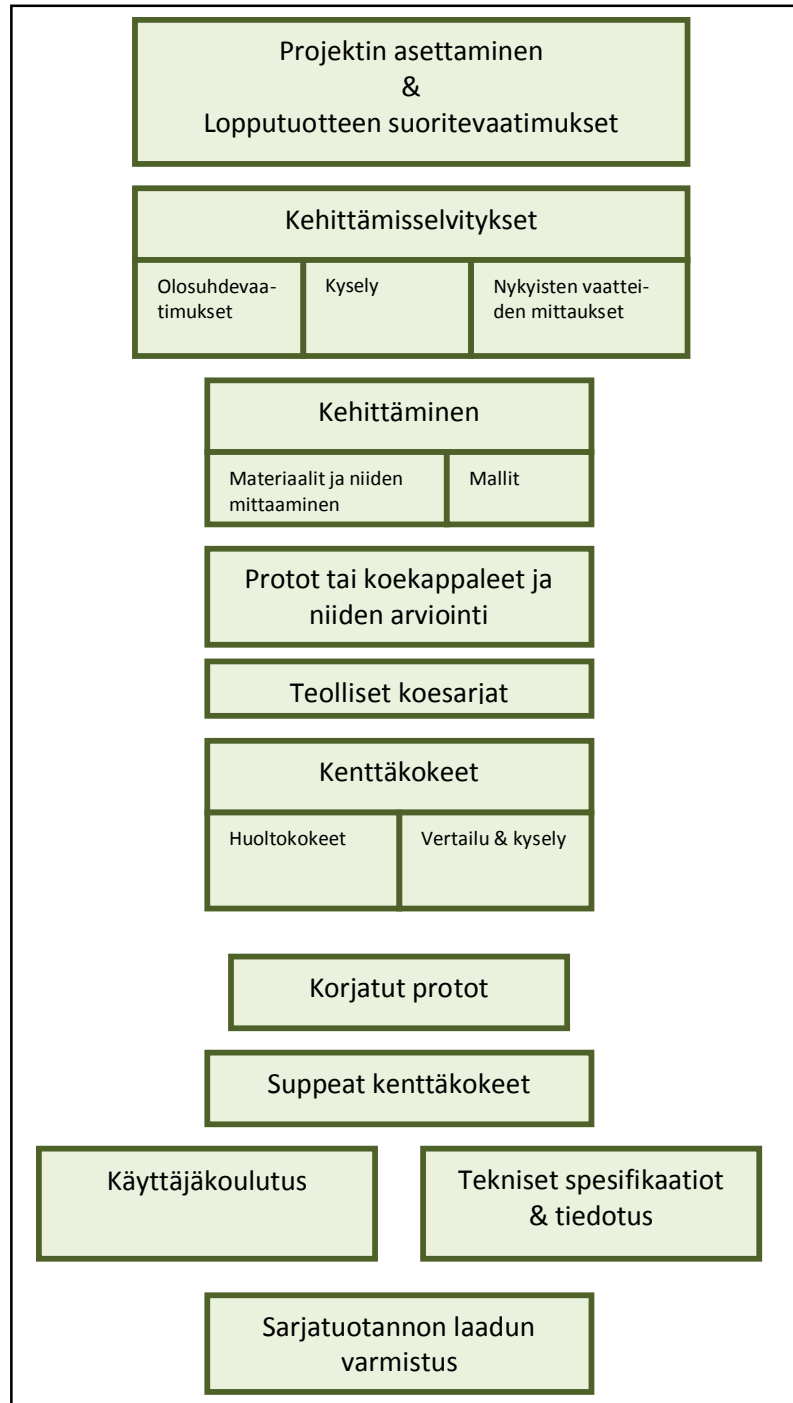 Projektin asettaminen
&
Lopputuotteen suoritevaatimukset
Kehittämisselvitykset
Olosuhdevaa-
timukset
Kysely
Nykyisten vaattei-
den mittaukset
Kehittäminen
Materiaalit ja niiden
mittaaminen
Mallit
Protot tai koekappaleet ja
niiden arviointi
Teolliset koesarjat
Kenttäkokeet
Huoltokokeet
Vertailu & kysely
Korjatut protot
Suppeat kenttäkokeet
Käyttäjäkoulutus
Tekniset spesifikaatiot
& tiedotus
Sarjatuotannon laadun
varmistus